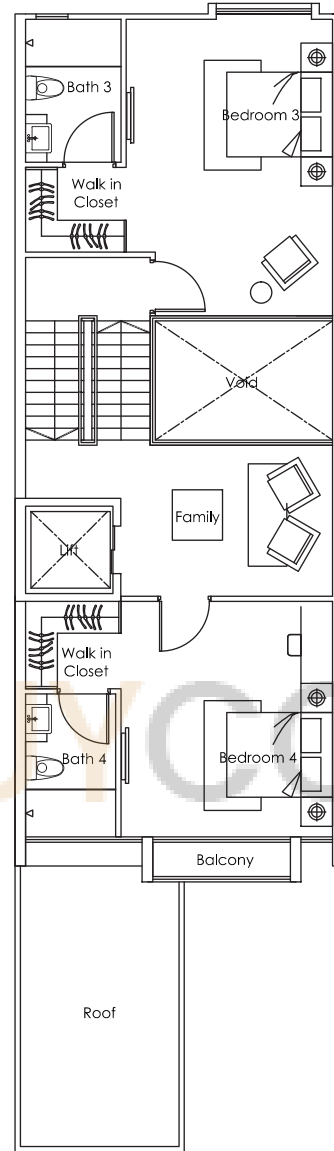 Bath 3
Bedroom 3
Walk in
Closet
Void
Family
Lift
Walk in
Closet
Bath 4
Bedroom 4
Balcony
Roof